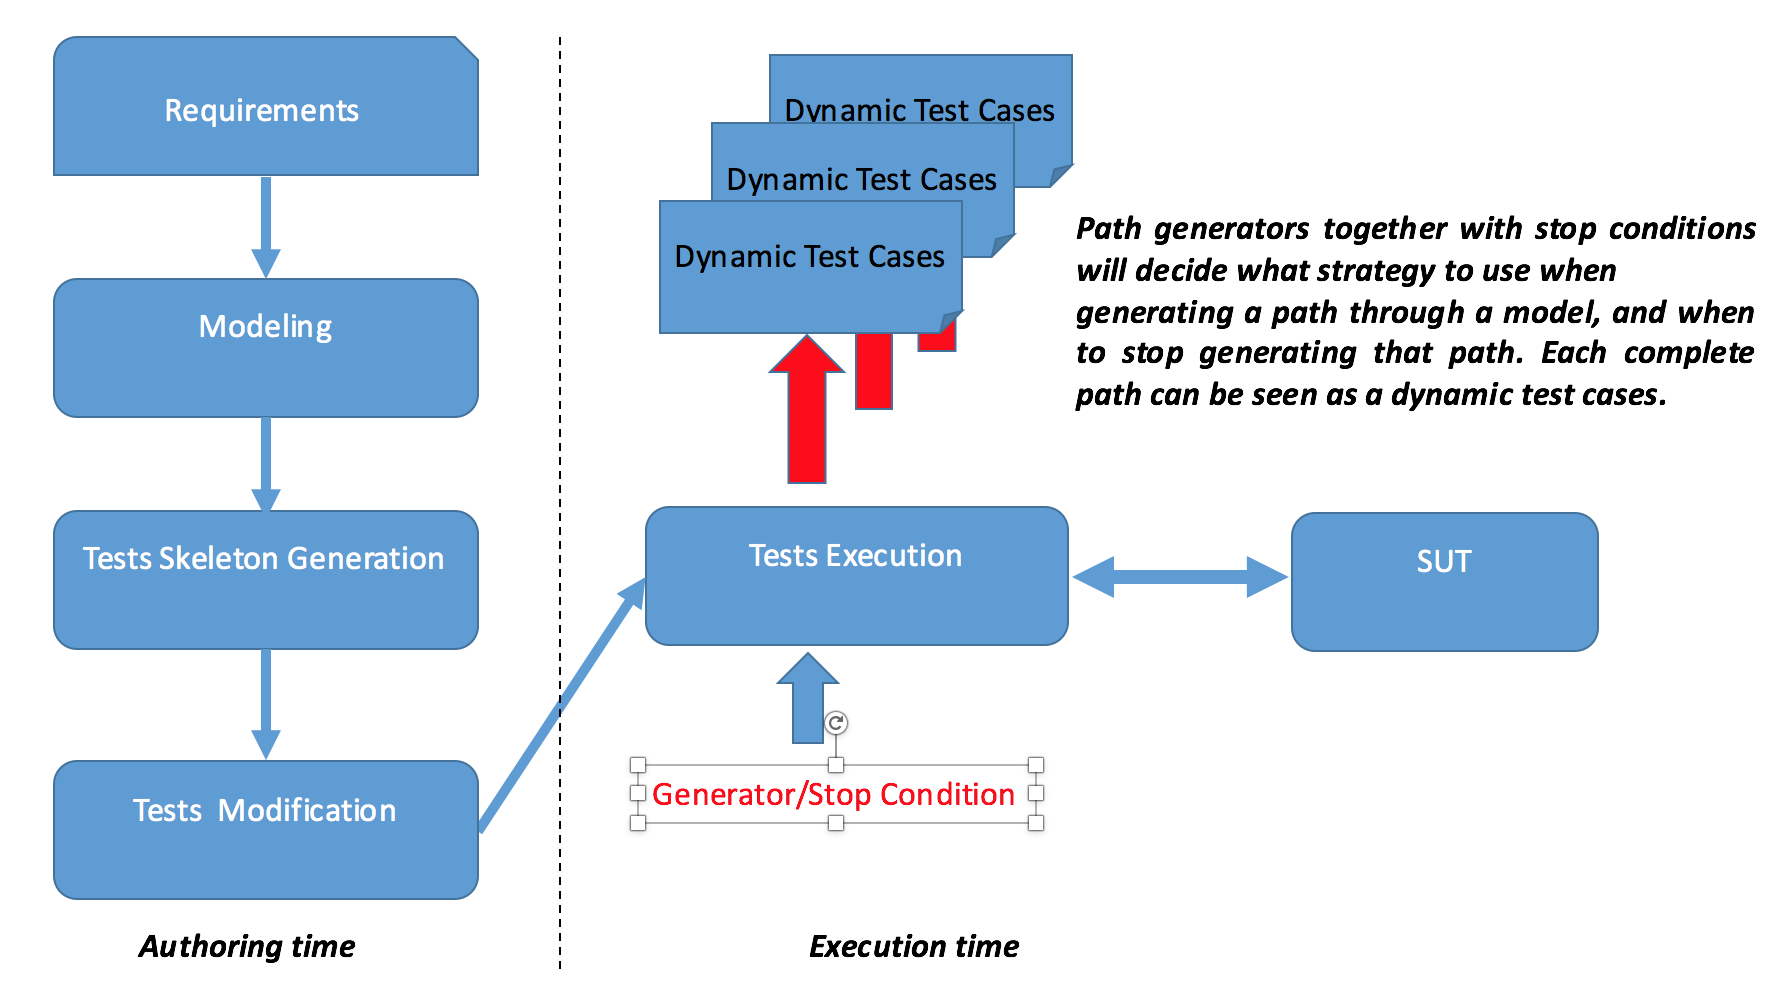 Requirements
Modeling
Tests Skeleton Generation
Tests  Modification
Authoring time
Dynamic Test Cases
Dynamic Test Cases
Dynamic Test Cases
Path generators together with stop conditions
will decide what strategy to use when
generating a path through a model, and when
to stop generating that path. Each complete
path can be seen as a dynamic test cases.
Tests Execution
SUT
Generator/Stop Condition
Execution time